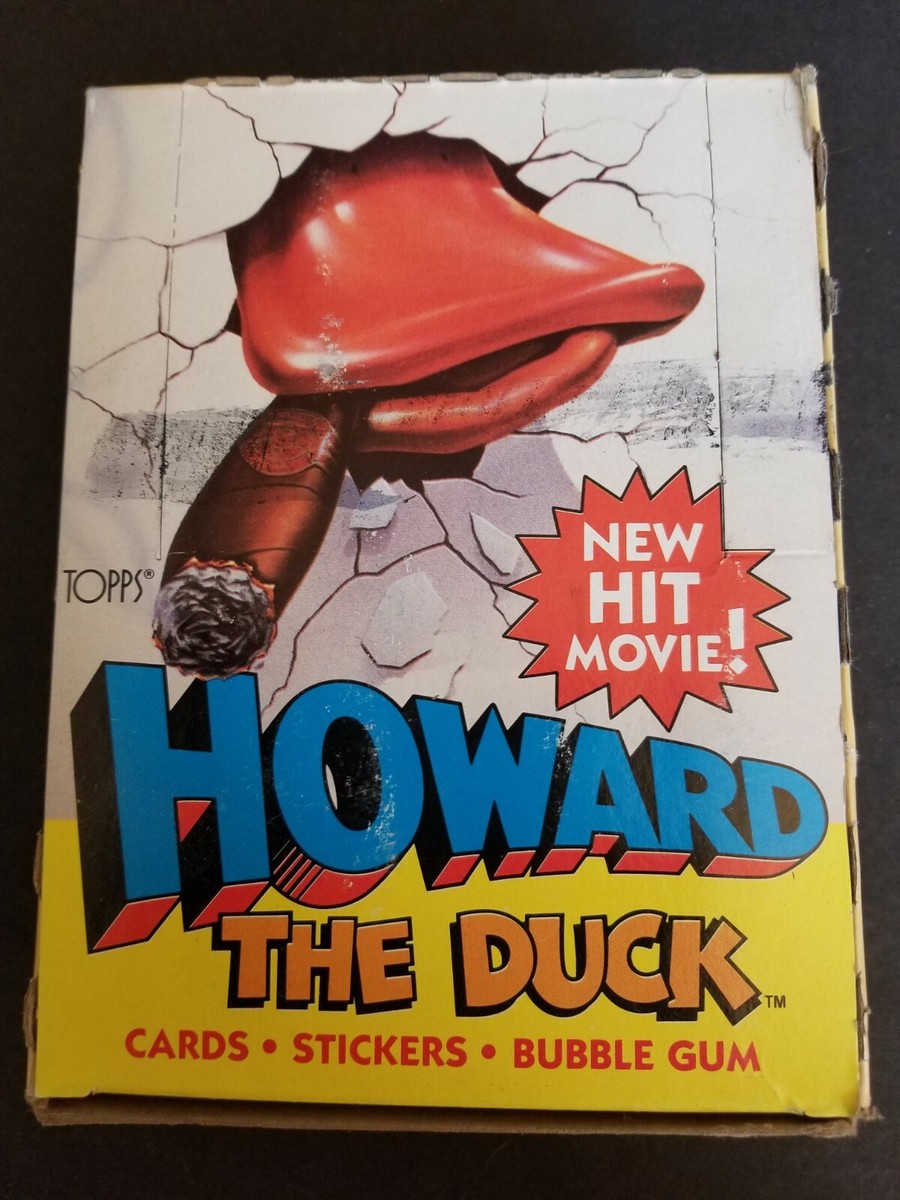 TOPPS®
NEW
HIT
MOVIE!
HOWARD
THE DUCK™
CARDS • STICKERS • BUBBLE GUM